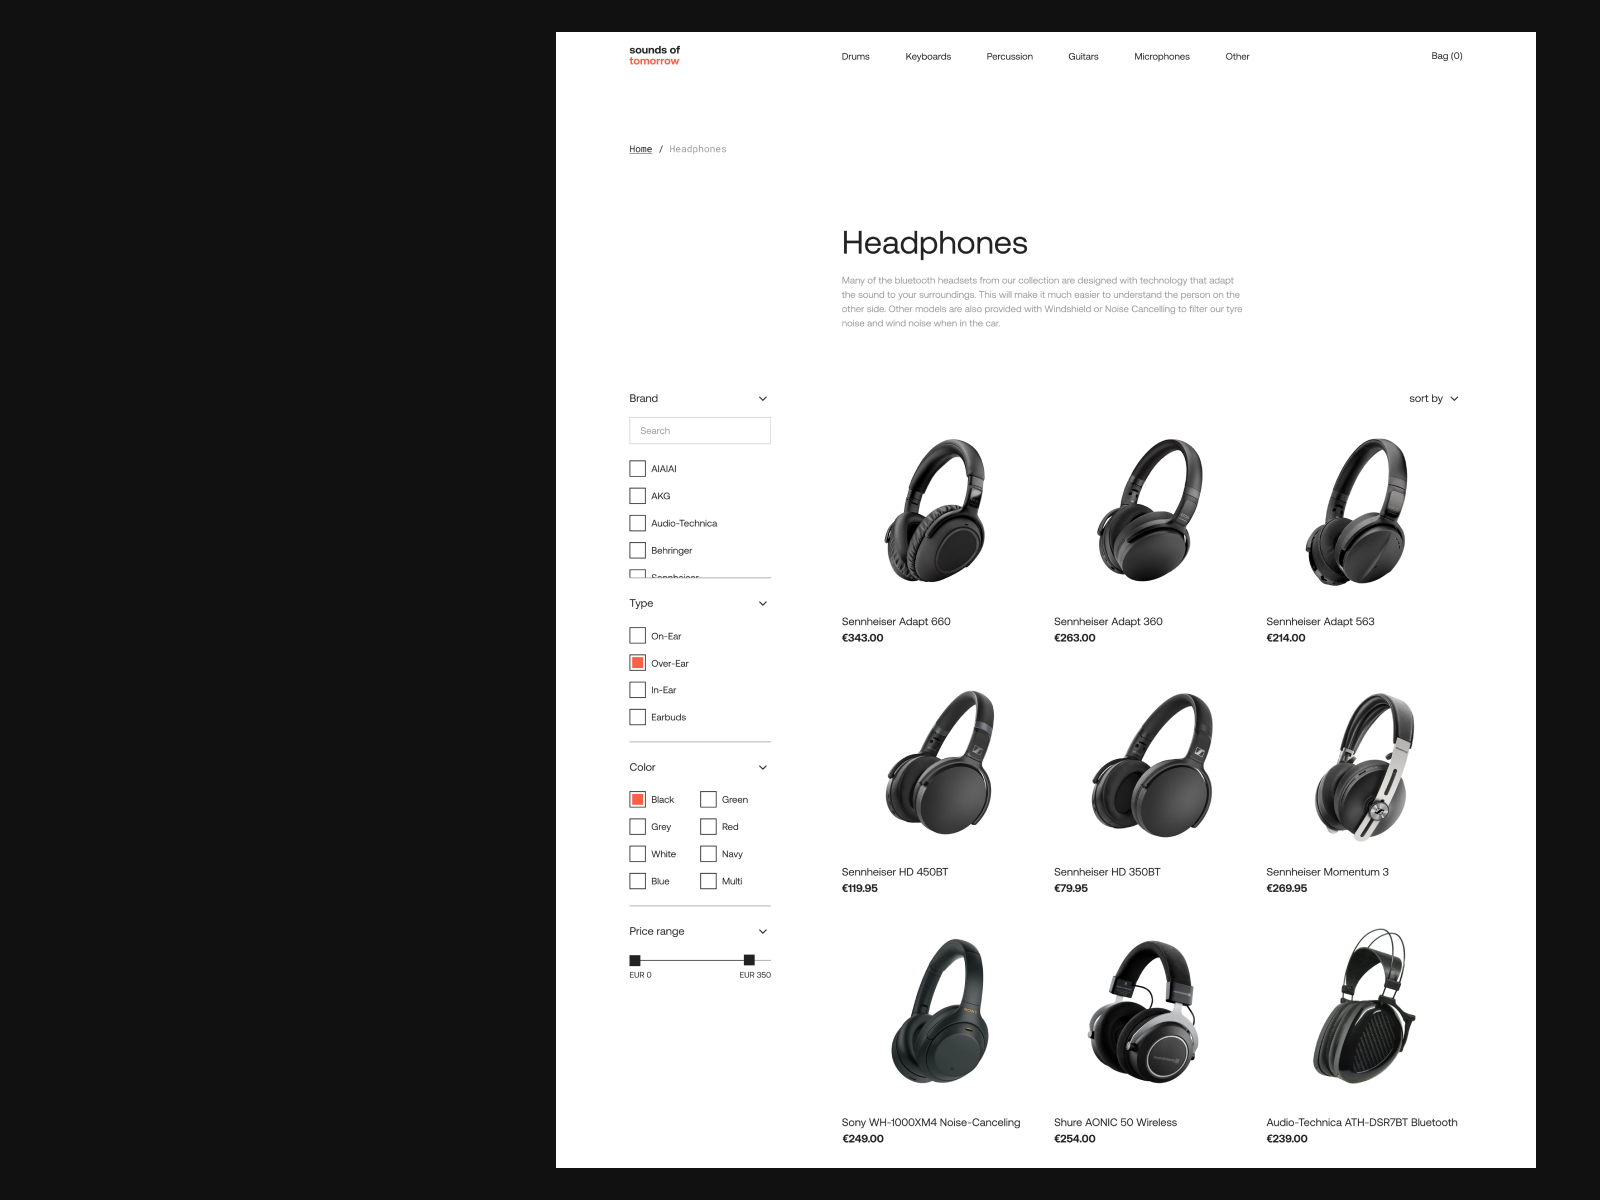 sounds of
tomorrow
Drums Keyboards Percussion Guitars Microphones Other
Bag (0)
Home / Headphones
Headphones
Many of the bluetooth headsets from our collection are designed with technology that adapt
the sound to your surroundings. This will make it much easier to understand the person on the
other side. Other models are also provided with Windshield or Noise Cancelling to filter our tyre
noise and wind noise when in the car.
Brand
Search
AIAIAI
AKG
Audio-Technica
Behringer
Sennheiser
Type
On-Ear
Over-Ear
In-Ear
Earbuds
Color
Black Green
Grey Red
White Navy
Blue Multi
Price range
EUR 0 EUR 350
sort by
Sennheiser Adapt 660
€343.00
Sennheiser Adapt 360
€263.00
Sennheiser Adapt 563
€214.00
Sennheiser HD 450BT
€119.95
Sennheiser HD 350BT
€79.95
Sennheiser Momentum 3
€269.95
SONY
Sony WH-1000XM4 Noise-Canceling
€249.00
Shure AONIC 50 Wireless
€254.00
Audio-Technica ATH-DSR7BT Bluetooth
€239.00